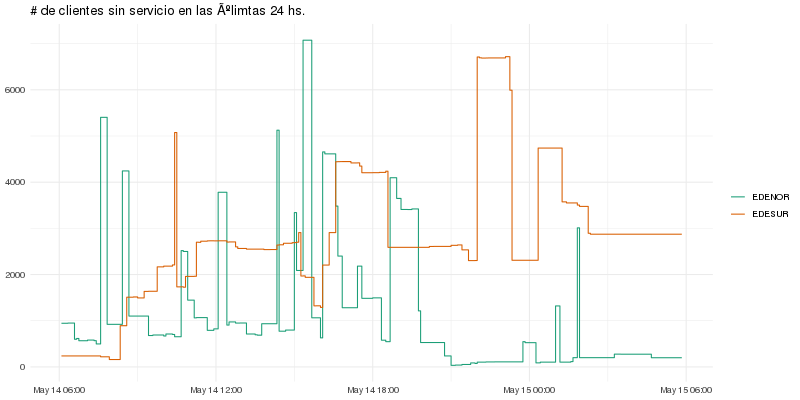 # de clientes sin servicio en las Ãºlimtas 24 hs.
6000
4000
2000
0
May 14 06:00 May 14 12:00 May 14 18:00 May 15 00:00 May 15 06:00
EDENOR
EDESUR